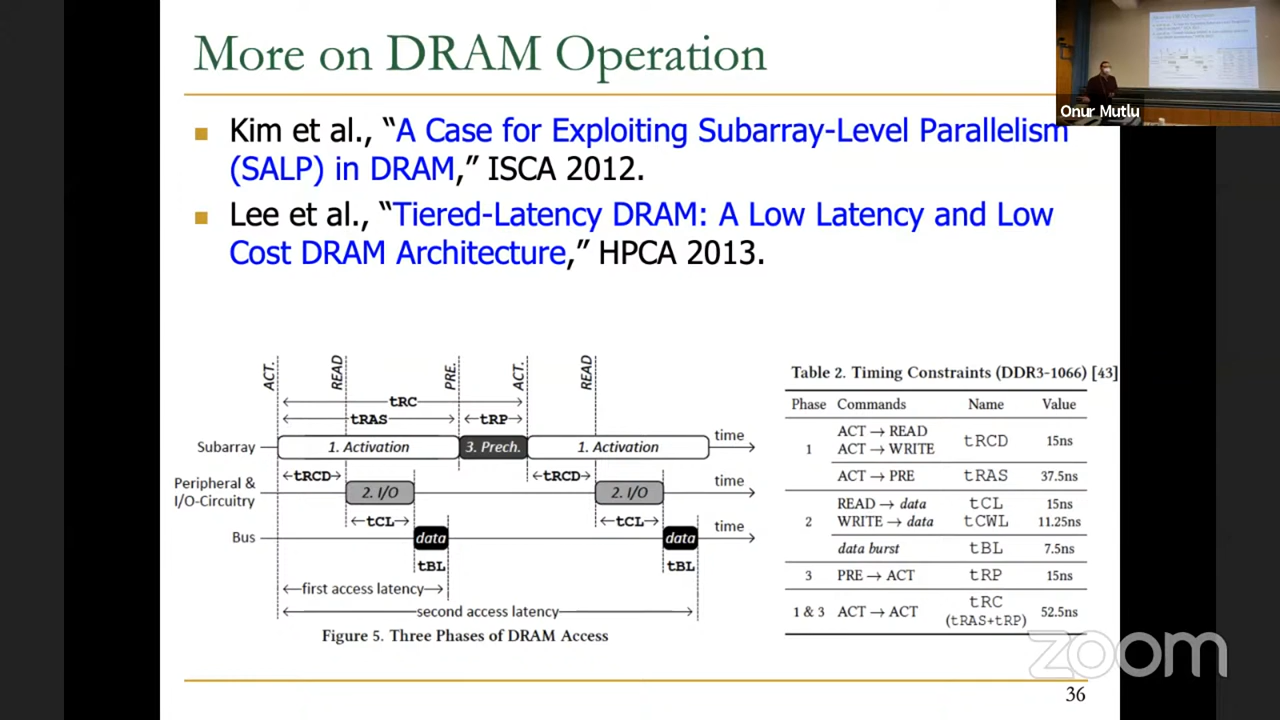 More on DRAM Operation
Onur Mutlu
Kim et al., “A Case for Exploiting Subarray-Level Parallelism
(SALP) in DRAM,” ISCA 2012.
Lee et al., “Tiered-Latency DRAM: A Low Latency and Low
Cost DRAM Architecture,” HPCA 2013.
ACT. READ PRE. ACT. READ
tRC
tRAS tRP
Subarray 1. Activation 3. Prech. 1. Activation time
tRCD tRCD
Peripheral &
I/O-Circuitry 2. I/O 2. I/O time
tCL tCL
Bus data data time
tBL tBL
first access latency
second access latency
Figure 5. Three Phases of DRAM Access
Table 2. Timing Constraints (DDR3-1066) [43]
Phase Commands Name Value
1 ACT → READ tRCD 15ns
ACT → WRITE
ACT → PRE tRAS 37.5ns
2 READ → data tCL 15ns
WRITE → data tCWL 11.25ns
data burst tBL 7.5ns
3 PRE → ACT tRP 15ns
1 & 3 ACT → ACT tRC 52.5ns
(tRAS+tRP)
zoom
36